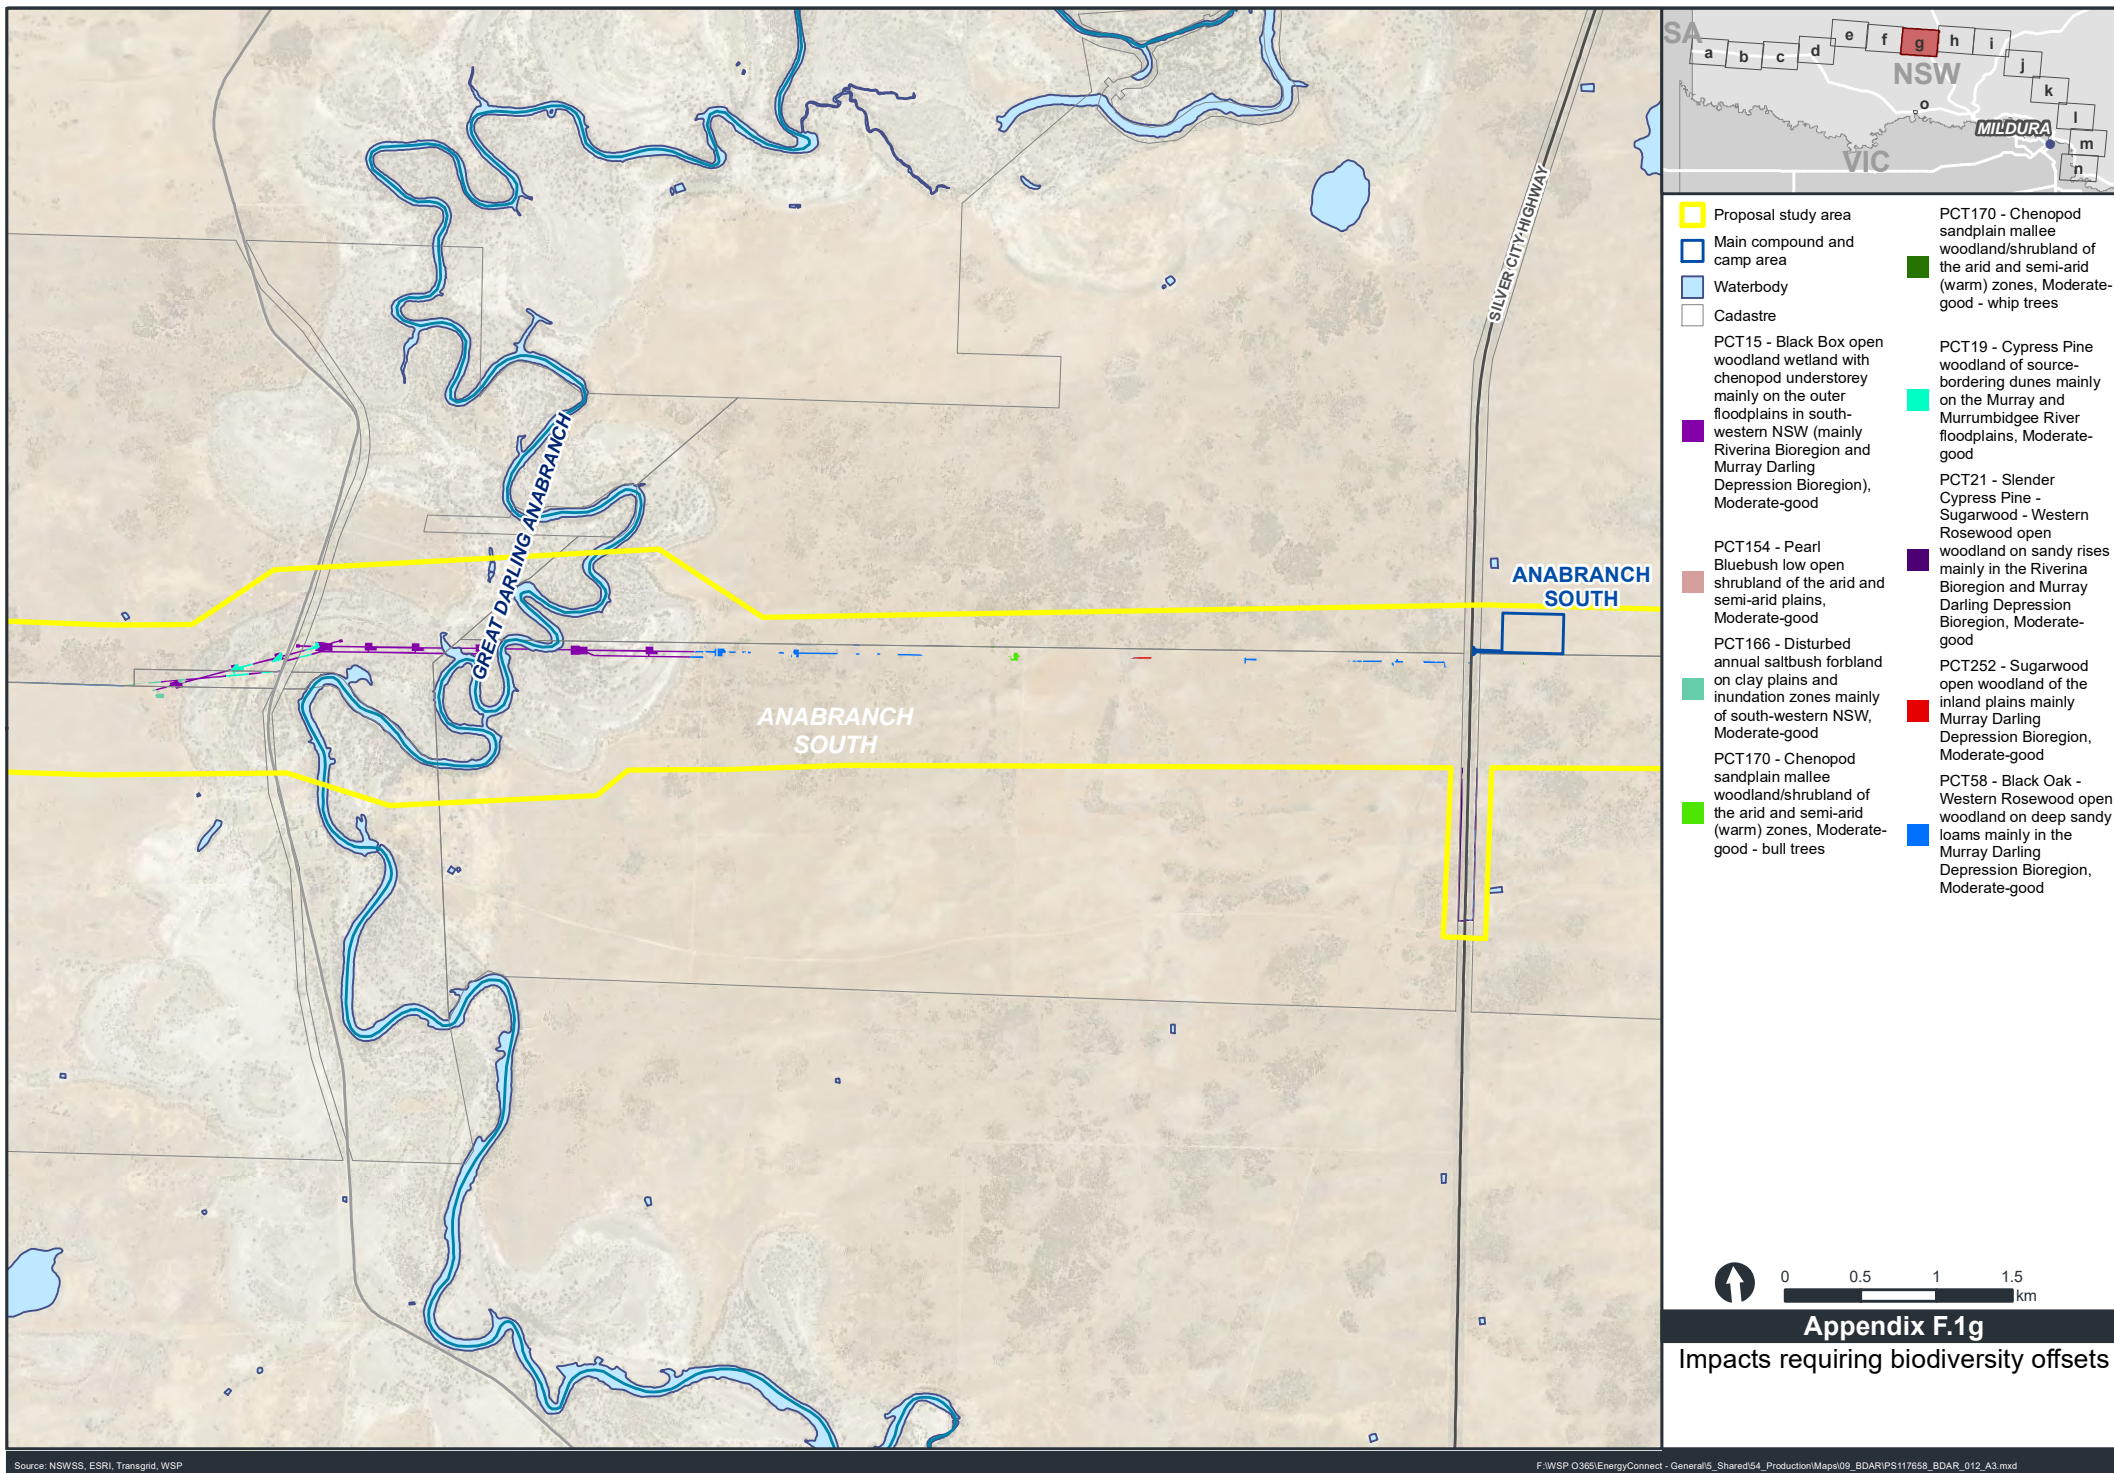 GREAT DARLING ANABRANCH
SILVER CITY HIGHWAY
ANABRANCH
SOUTH
ANABRANCH
SOUTH
SA
a
b
c
d
e
f
g
h
i
j
k
l
m
n
o
NSW
MILDURA
VIC
Proposal study area
Main compound and
camp area
Waterbody
Cadastre
PCT15 - Black Box open
woodland wetland with
chenopod understorey
mainly on the outer
floodplains in south-
western NSW (mainly
Riverina Bioregion and
Murray Darling
Depression Bioregion),
Moderate-good
PCT154 - Pearl
Bluebush low open
shrubland of the arid and
semi-arid plains,
Moderate-good
PCT166 - Disturbed
annual saltbush forbland
on clay plains and
inundation zones mainly
of south-western NSW,
Moderate-good
PCT170 - Chenopod
sandplain mallee
woodland/shrubland of
the arid and semi-arid
(warm) zones, Moderate-
good - bull trees
PCT170 - Chenopod
sandplain mallee
woodland/shrubland of
the arid and semi-arid
(warm) zones, Moderate-
good - whip trees
PCT19 - Cypress Pine
woodland of source-
bordering dunes mainly
on the Murray and
Murrumbidgee River
floodplains, Moderate-
good
PCT21 - Slender
Cypress Pine -
Sugarwood - Western
Rosewood open
woodland on sandy rises
mainly in the Riverina
Bioregion and Murray
Darling Depression
Bioregion, Moderate-
good
PCT252 - Sugarwood
open woodland of the
inland plains mainly
Murray Darling
Depression Bioregion,
Moderate-good
PCT58 - Black Oak -
Western Rosewood open
woodland on deep sandy
loams mainly in the
Murray Darling
Depression Bioregion,
Moderate-good
0 0.5 1 1.5
km
Appendix F.1g
Impacts requiring biodiversity offsets
Source: NSWSS, ESRI, Transgrid, WSP
F:\WSP O365\EnergyConnect - General\5_Shared\54_Production\Maps\09_BDAR\PS117658_BDAR_012_A3.mxd